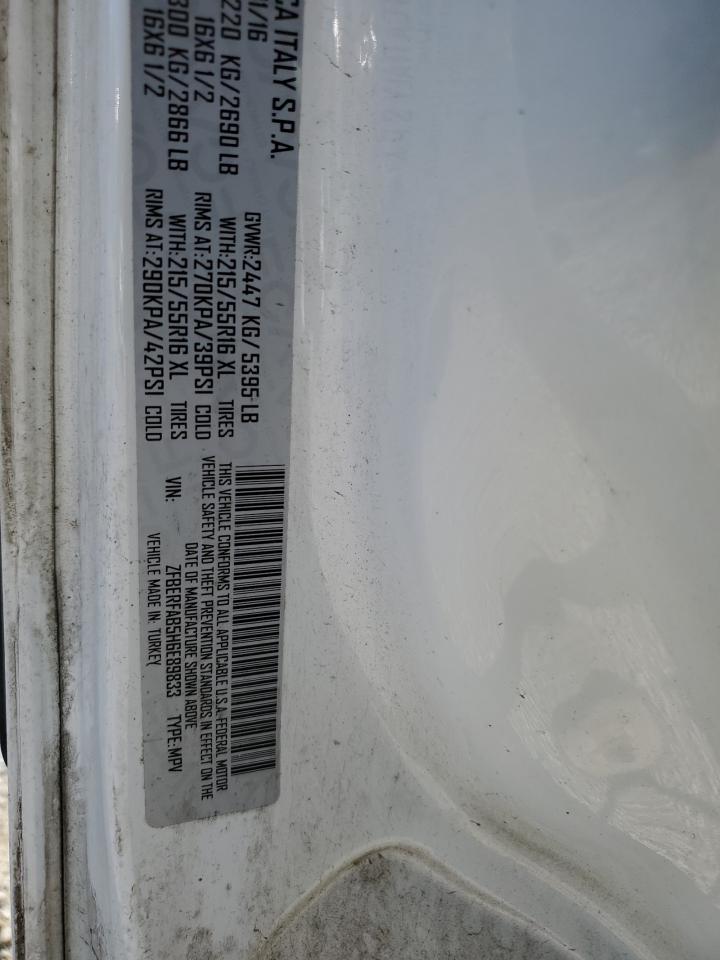 CA ITALY S.P.A.
1/16 GVWR:2447 KG/ 5395 LB
220 KG/2690 LB WITH:215/55R16 XL TIRES
16X6 1/2 RIMS AT:270KPA/39PSI COLD
300 KG/2866 LB WITH:215/55R16 XL TIRES
16X6 1/2 RIMS AT:290KPA/42PSI COLD
THIS VEHICLE CONFORMS TO ALL APPLICABLE U.S.A.-FEDERAL MOTOR
VEHICLE SAFETY AND THEFT PREVENTION STANDARDS IN EFFECT ON THE
DATE OF MANUFACTURE SHOWN ABOVE
VIN: ZFBERFAB5H6E89833 TYPE:MPV
VEHICLE MADE IN: TURKEY